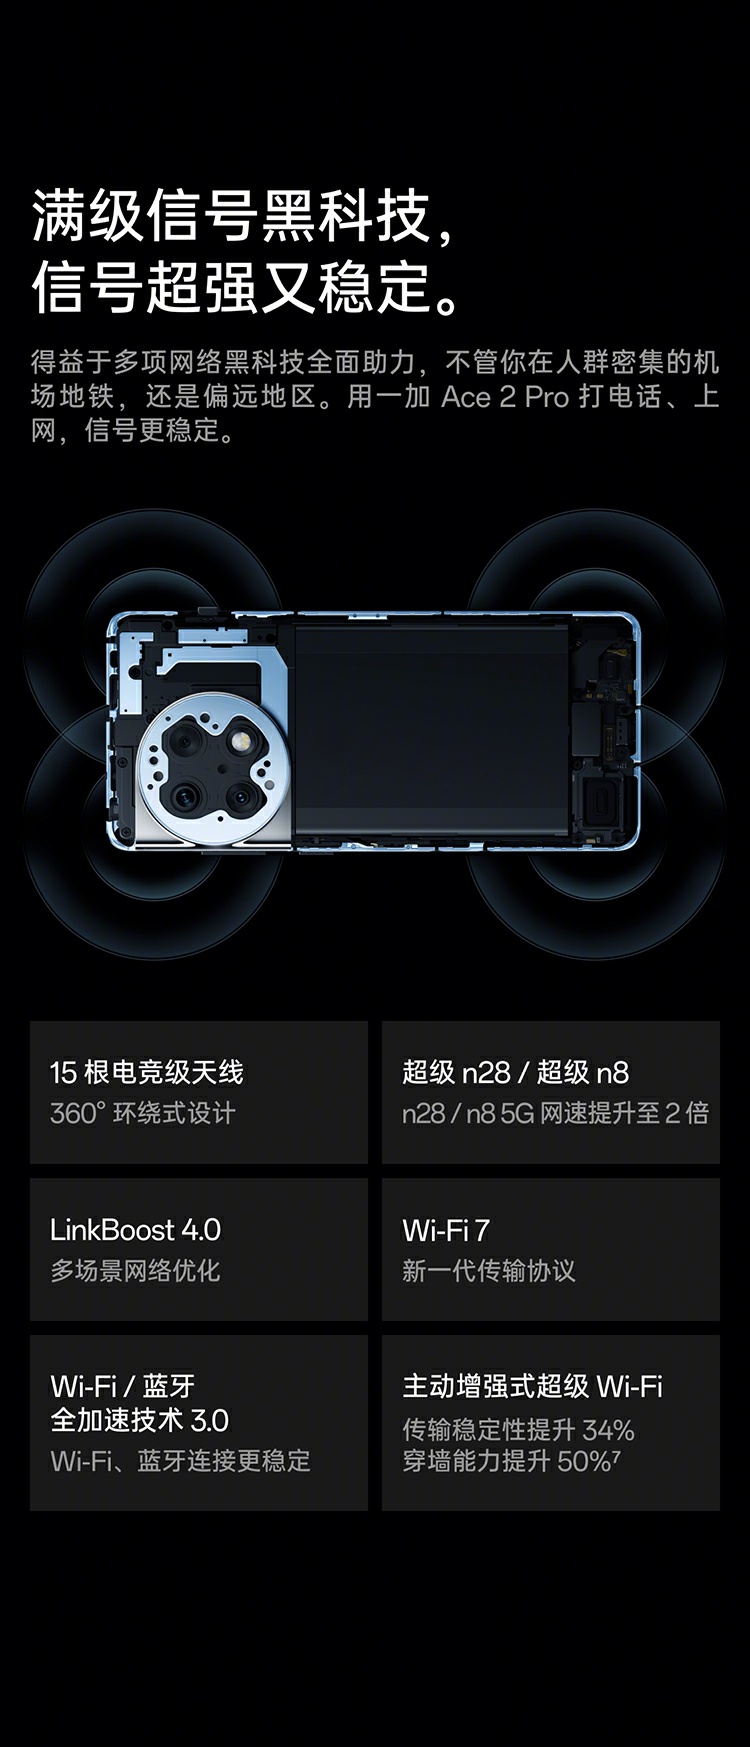 满级信号黑科技，
信号超强又稳定。
得益于多项网络黑科技全面助力，不管你在人群密集的机
场地铁，还是偏远地区。用一加 Ace 2 Pro 打电话、上
网，信号更稳定。
15 根电竞级天线
360° 环绕式设计
超级 n28 / 超级 n8
n28 / n8 5G 网速提升至 2 倍
LinkBoost 4.0
多场景网络优化
Wi-Fi 7
新一代传输协议
Wi-Fi / 蓝牙
全加速技术 3.0
Wi-Fi、蓝牙连接更稳定
主动增强式超级 Wi-Fi
传输稳定性提升 34%
穿墙能力提升 50%⁷